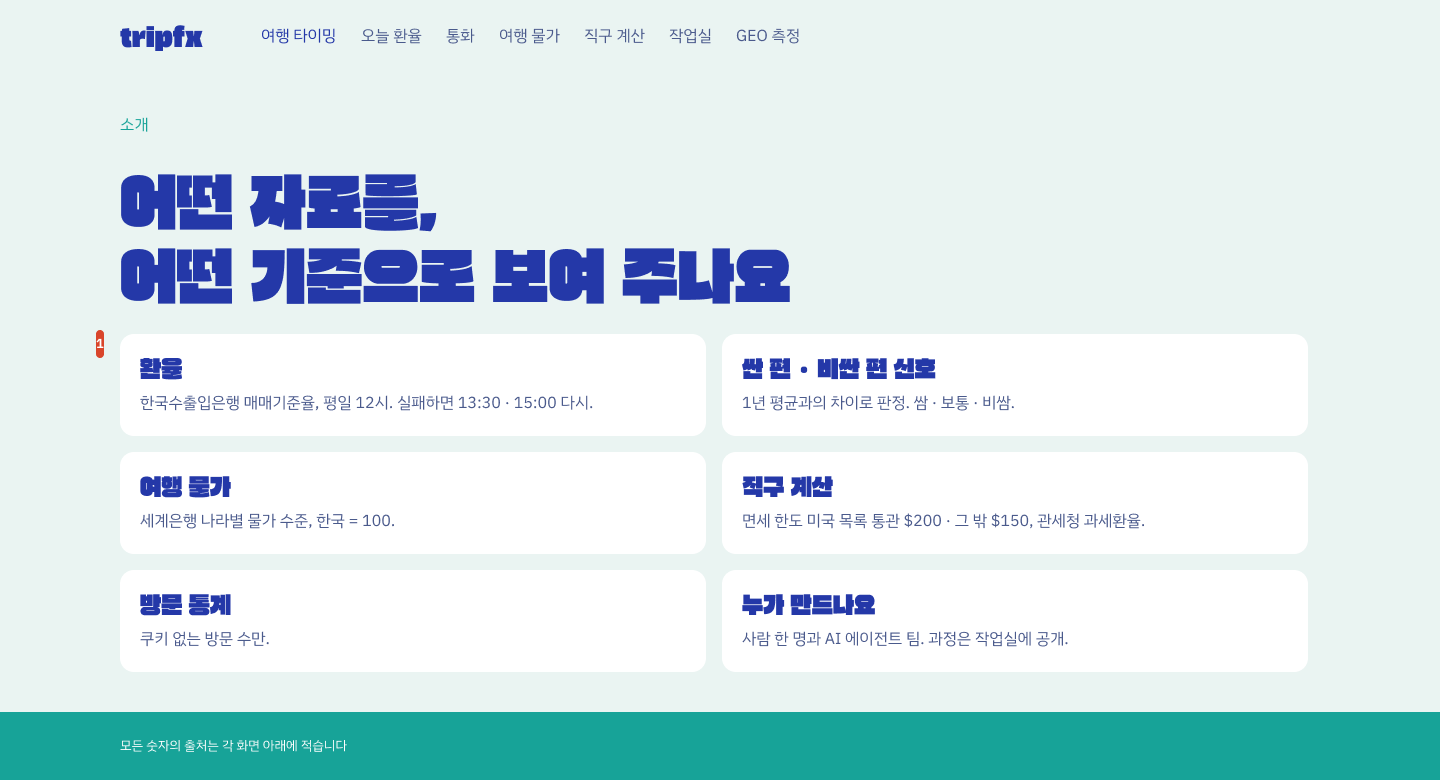 tripfx
여행 타이밍 오늘 환율 통화 여행 물가 직구 계산 작업실 GEO 측정
소개
어떤 자료를,
어떤 기준으로 보여 주나요
1
환율
한국수출입은행 매매기준율, 평일 12시. 실패하면 13:30 · 15:00 다시.
싼 편 · 비싼 편 신호
1년 평균과의 차이로 판정. 쌈 · 보통 · 비쌈.
여행 물가
세계은행 나라별 물가 수준, 한국 = 100.
직구 계산
면세 한도 미국 목록 통관 $200 · 그 밖 $150, 관세청 과세환율.
방문 통계
쿠키 없는 방문 수만.
누가 만드나요
사람 한 명과 AI 에이전트 팀. 과정은 작업실에 공개.
모든 숫자의 출처는 각 화면 아래에 적습니다